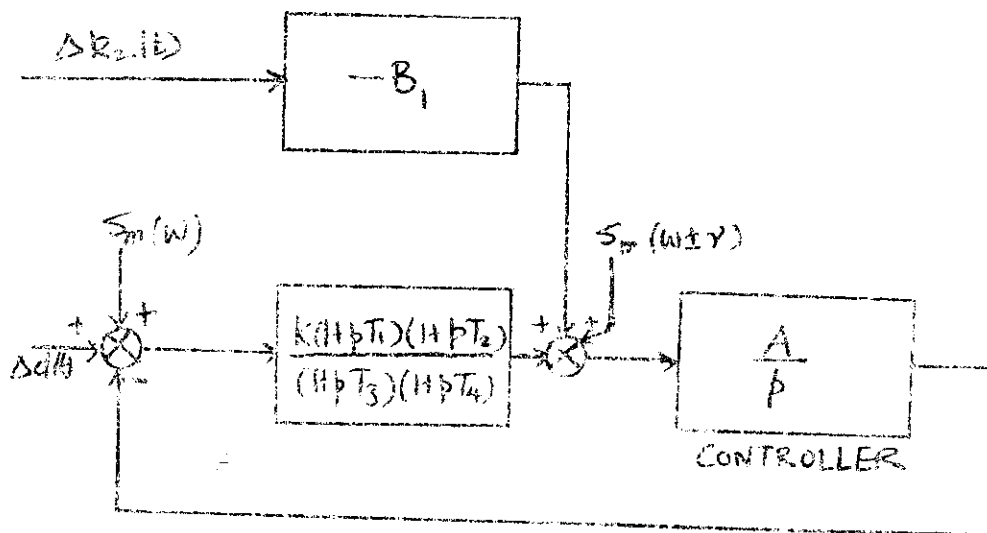 — B₁
Sₘ(ω)
Sₘ(ω±γ)
+
+
-
K(1+pT₁)(1+pT₂)
(1+pT₃)(1+pT₄)
+
+
A
p
CONTROLLER